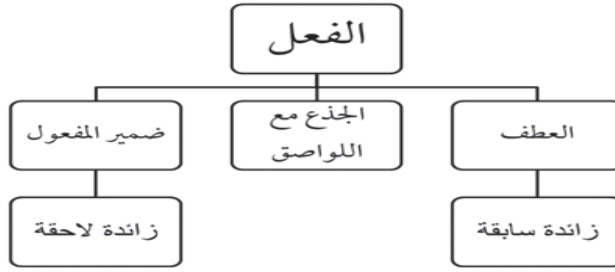 الفعل
العطف
الجذع مع
اللواصق
ضمير المفعول
زائدة سابقة
زائدة لاحقة